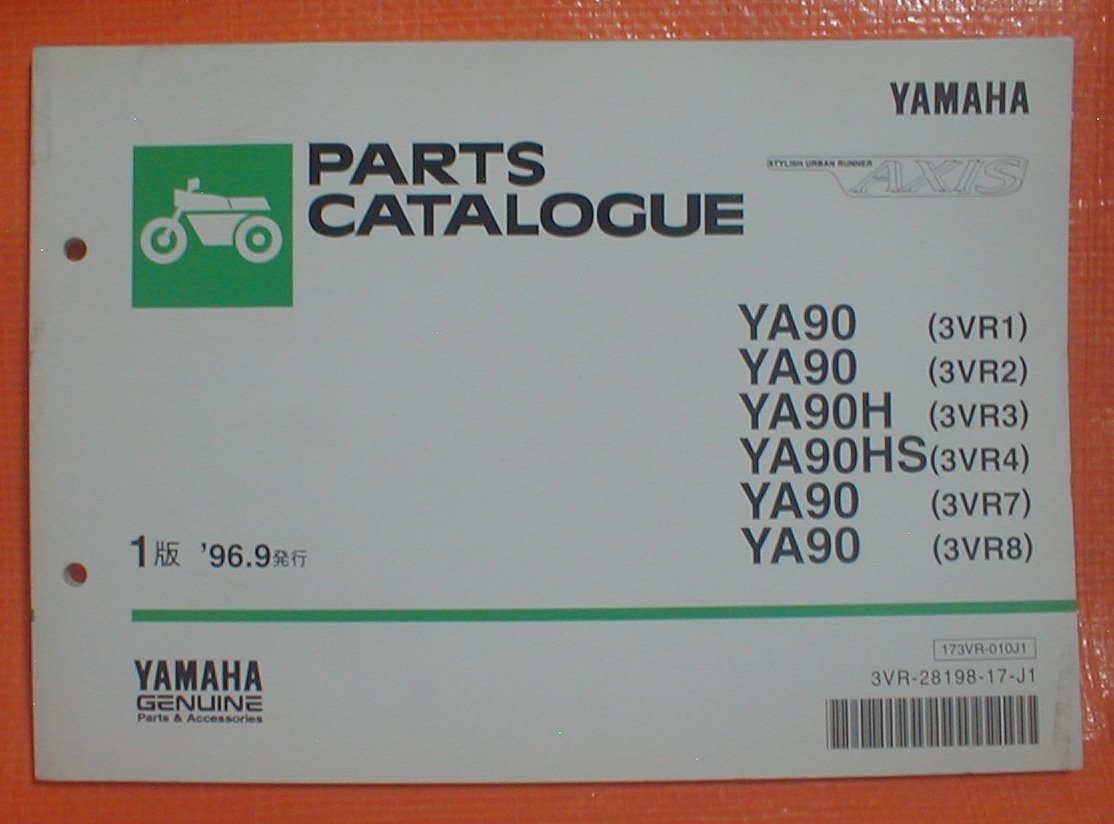 YAMAHA
PARTS
CATALOGUE
STYLISH URBAN RUNNER
AXIS
YA90 (3VR1)
YA90 (3VR2)
YA90H (3VR3)
YA90HS (3VR4)
YA90 (3VR7)
YA90 (3VR8)
1版 '96.9発行
173VR-010J1
3VR-28198-17-J1
YAMAHA
GENUINE
Parts & Accessories